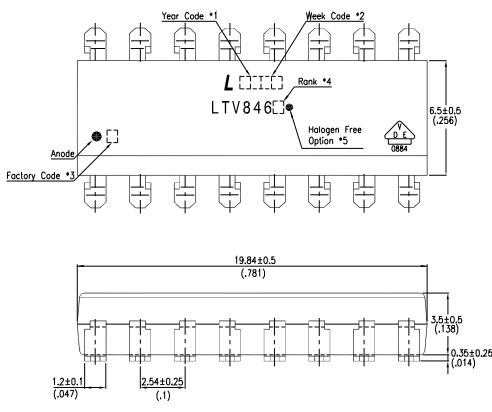 Year Code *1
Week Code *2
L
Rank *4
LTV846
Halogen Free
Option *5
V
D E
0884
Anode
Factory Code *3
6.5±0.5
(.256)
19.84±0.5
(.781)
3.5±0.5
(.138)
0.35±0.25
(.014)
1.2±0.1
(.047)
2.54±0.25
(.1)